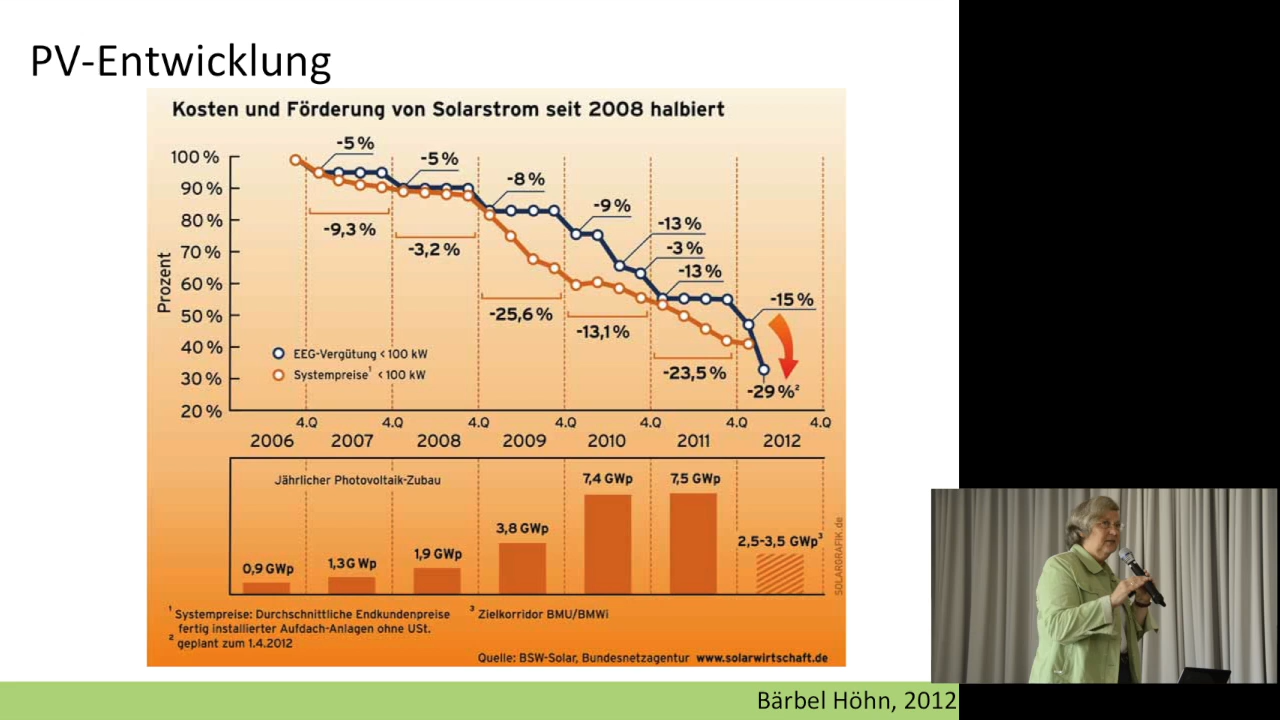 PV-Entwicklung
Kosten und Förderung von Solarstrom seit 2008 halbiert
Prozent
100 %
90 %
80 %
70 %
60 %
50 %
40 %
30 %
20 %
-5 %
-5 %
-8 %
-9 %
-13 %
-3 %
-13 %
-15 %
-29 %²
-9,3 %
-3,2 %
-25,6 %
-13,1 %
-23,5 %
EEG-Vergütung < 100 kW
Systempreise¹ < 100 kW
4.Q 4.Q 4.Q 4.Q 4.Q 4.Q 4.Q
2006 2007 2008 2009 2010 2011 2012
Jährlicher Photovoltaik-Zubau
0,9 GWp
1,3G Wp
1,9 GWp
3,8 GWp
7,4 GWp
7,5 GWp
2,5-3,5 GWp³
SOLARGRAFIK.de
¹ Systempreise: Durchschnittliche Endkundenpreise
fertig installierter Aufdach-Anlagen ohne USt.
² geplant zum 1.4.2012
³ Zielkorridor BMU/BMWi
Quelle: BSW-Solar, Bundesnetzagentur www.solarwirtschaft.de
Bärbel Höhn, 2012